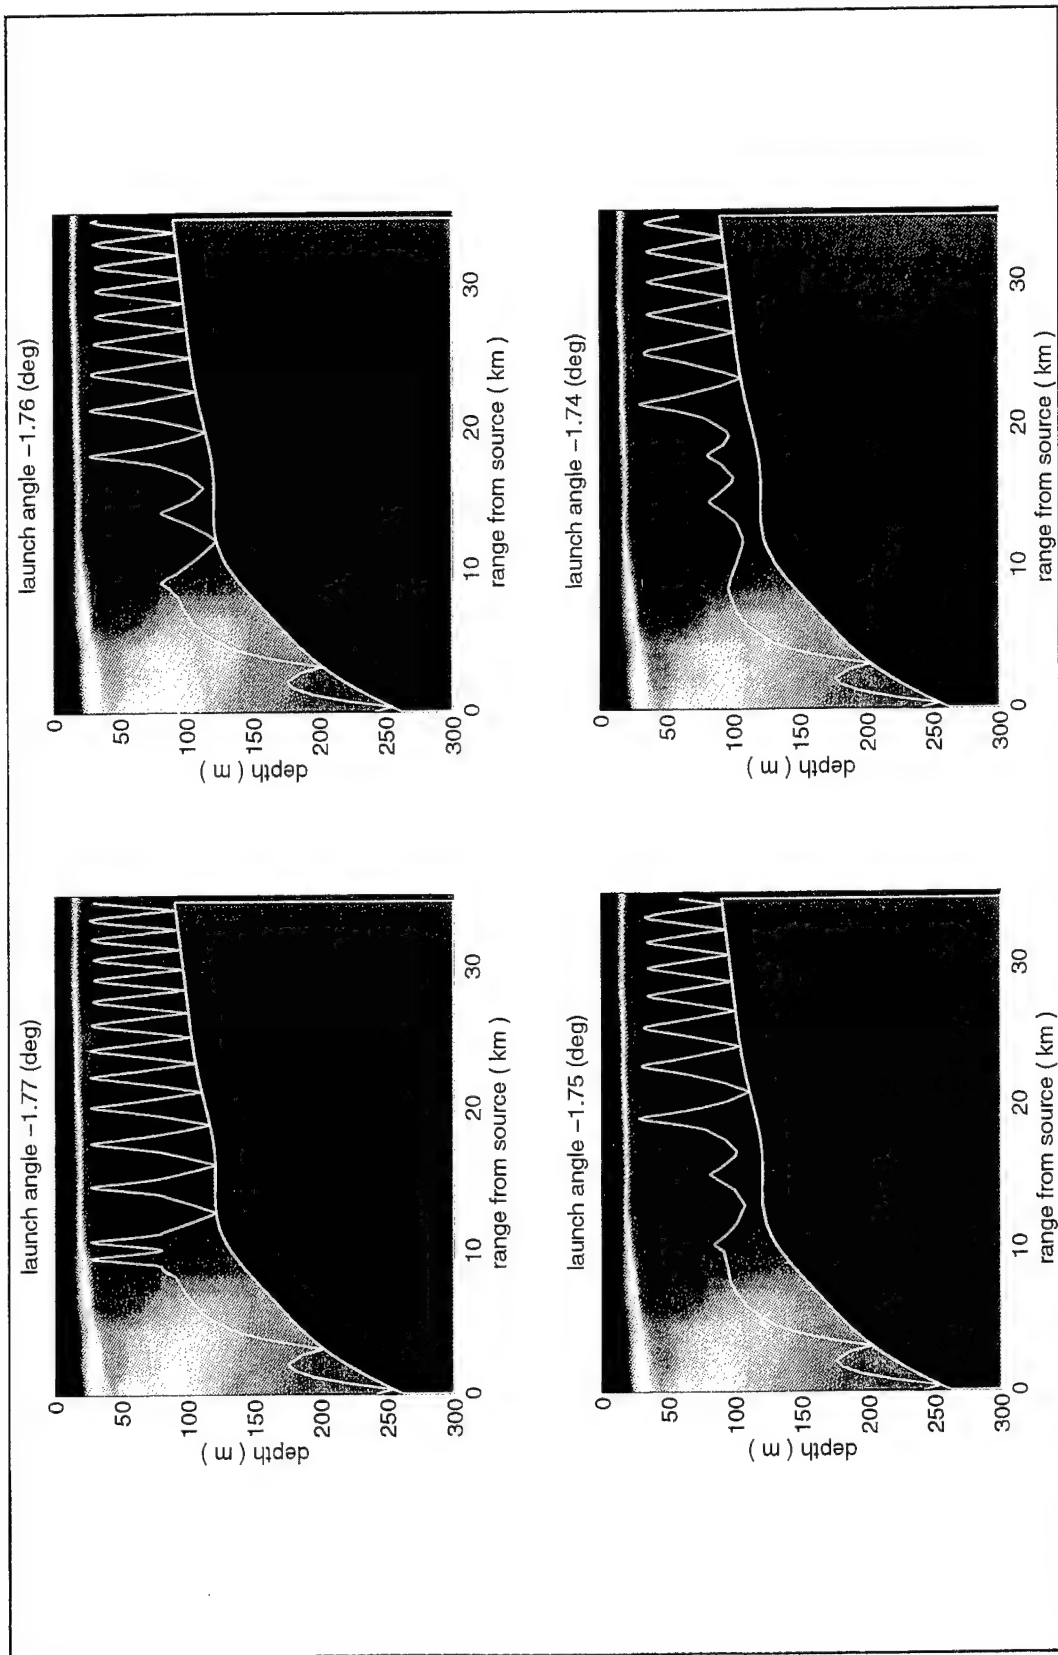 launch angle −1.77 (deg)
0
50
100
150
200
250
300
depth ( m )
0 10 20 30
range from source ( km )
launch angle −1.76 (deg)
0
50
100
150
200
250
300
depth ( m )
0 10 20 30
range from source ( km )
launch angle −1.75 (deg)
0
50
100
150
200
250
300
depth ( m )
0 10 20 30
range from source ( km )
launch angle −1.74 (deg)
0
50
100
150
200
250
300
depth ( m )
0 10 20 30
range from source ( km )